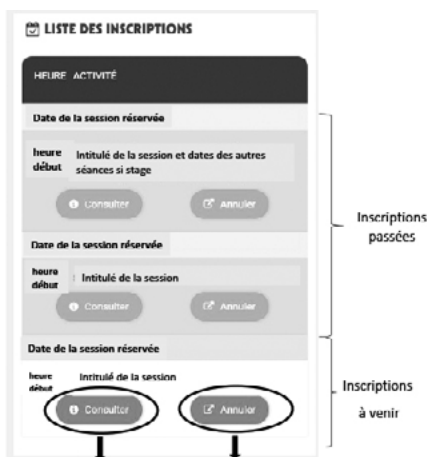 LISTE DES INSCRIPTIONS
HEURE ACTIVITÉ
Date de la session réservée
heure début
Intitulé de la session et dates des autres
séances si stage
Consulter
Annuler
Date de la session réservée
heure début
Intitulé de la session
Consulter
Annuler
Date de la session réservée
heure début
Intitulé de la session
Consulter
Annuler
Inscriptions
passées
Inscriptions
à venir